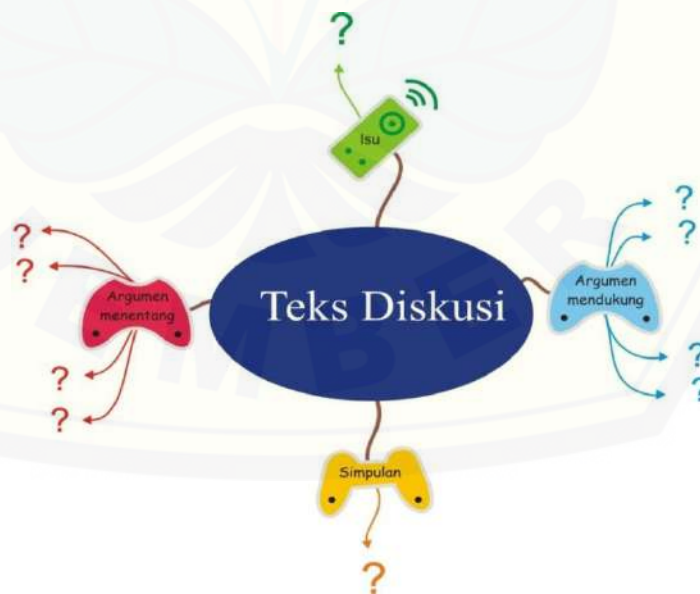 ?
Isu
?
?
?
?
Argumen
menentang
Teks Diskusi
Argumen
mendukung
?
?
?
?
Simpulan
?